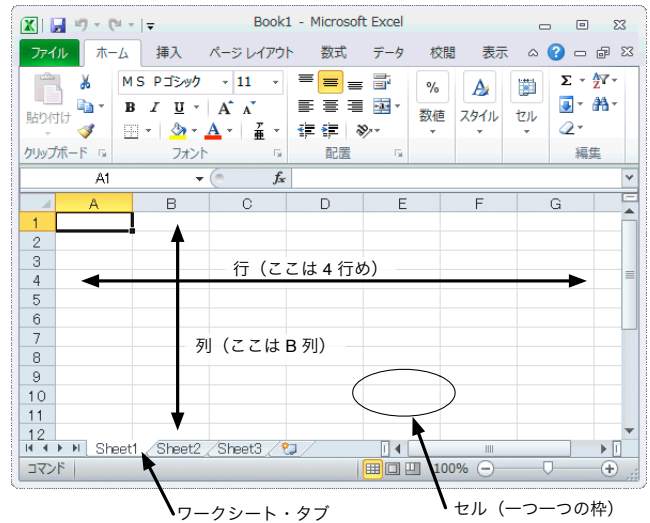 Book1 - Microsoft Excel
ファイル ホーム 挿入 ページ レイアウト 数式 データ 校閲 表示
ＭＳ Ｐゴシック 11
貼り付け
数値 スタイル セル
クリップボード フォント 配置 編集
A1 fx
A B C D E F G
1
2
3
行（ここは 4 行め）
4
5
6
7
列（ここは B 列）
8
9
10
11
12
Sheet1 Sheet2 Sheet3
コマンド 100%
ワークシート・タブ
セル（一つ一つの枠）